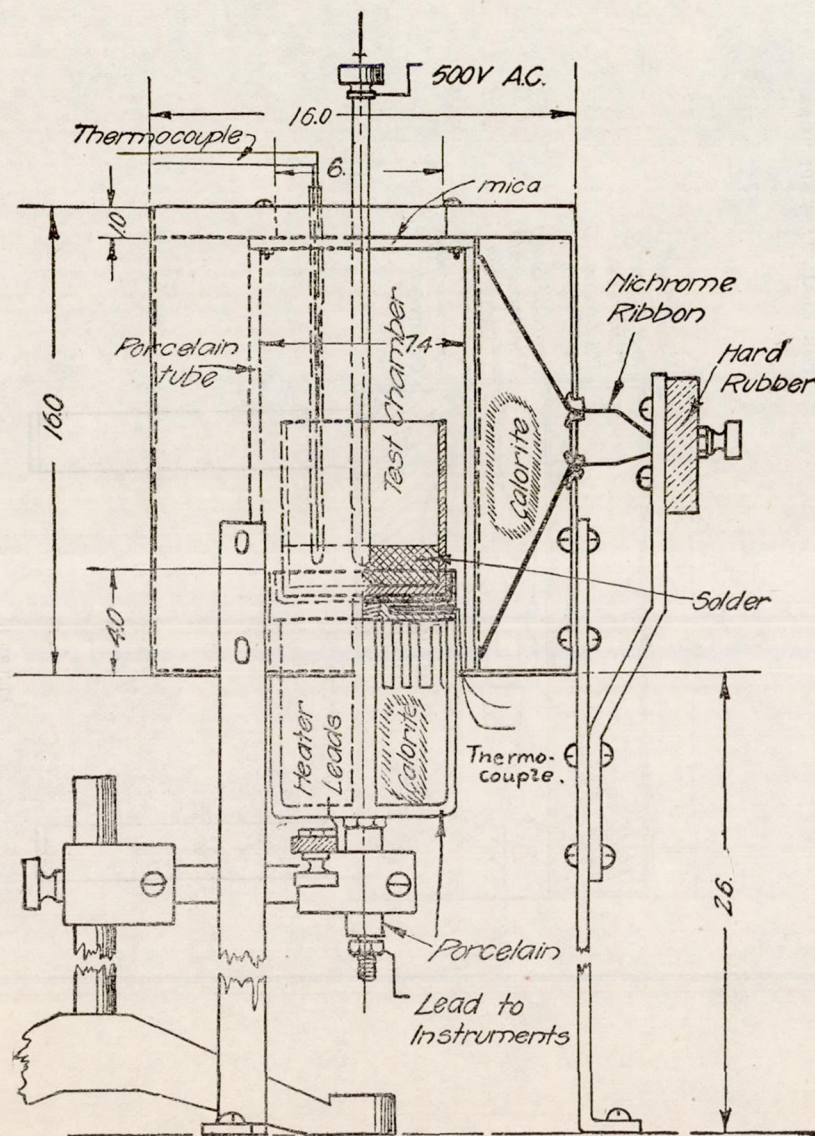 500V A.C.
16.0
Thermocouple
6.
mica
1.0
Nichrome
Ribbon
Porcelain
tube
7.4
Hard
Rubber
16.0
Test Chamber
Calorite
Solder
4.0
Heater
Leads
Calorite
Thermo-
couple.
26.
Porcelain
Lead to
Instruments